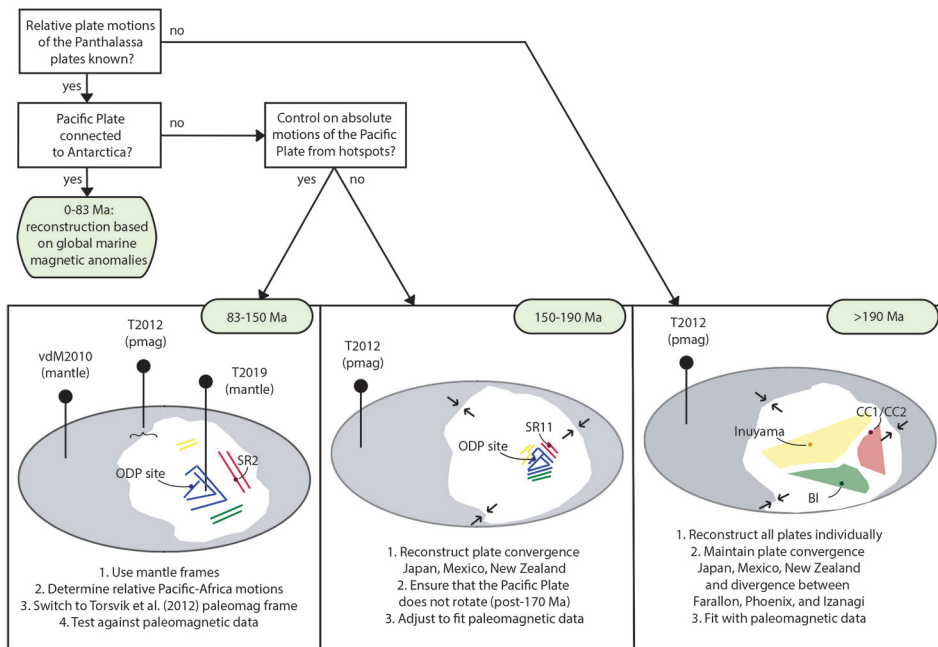 Relative plate motions
of the Panthalassa
plates known?
no
yes
Pacific Plate
connected
to Antarctica?
no
Control on absolute
motions of the Pacific
Plate from hotspots?
yes
yes
no
0-83 Ma:
reconstruction based
on global marine
magnetic anomalies
83-150 Ma
T2012
(pmag)
vdM2010
(mantle)
T2019
(mantle)
ODP site
SR2
1. Use mantle frames
2. Determine relative Pacific-Africa motions
3. Switch to Torsvik et al. (2012) paleomag frame
4. Test against paleomagnetic data
150-190 Ma
T2012
(pmag)
SR11
ODP site
1. Reconstruct plate convergence
Japan, Mexico, New Zealand
2. Ensure that the Pacific Plate
does not rotate (post-170 Ma)
3. Adjust to fit paleomagnetic data
>190 Ma
T2012
(pmag)
CC1/CC2
Inuyama
BI
1. Reconstruct all plates individually
2. Maintain plate convergence
Japan, Mexico, New Zealand
and divergence between
Farallon, Phoenix, and Izanagi
3. Fit with paleomagnetic data